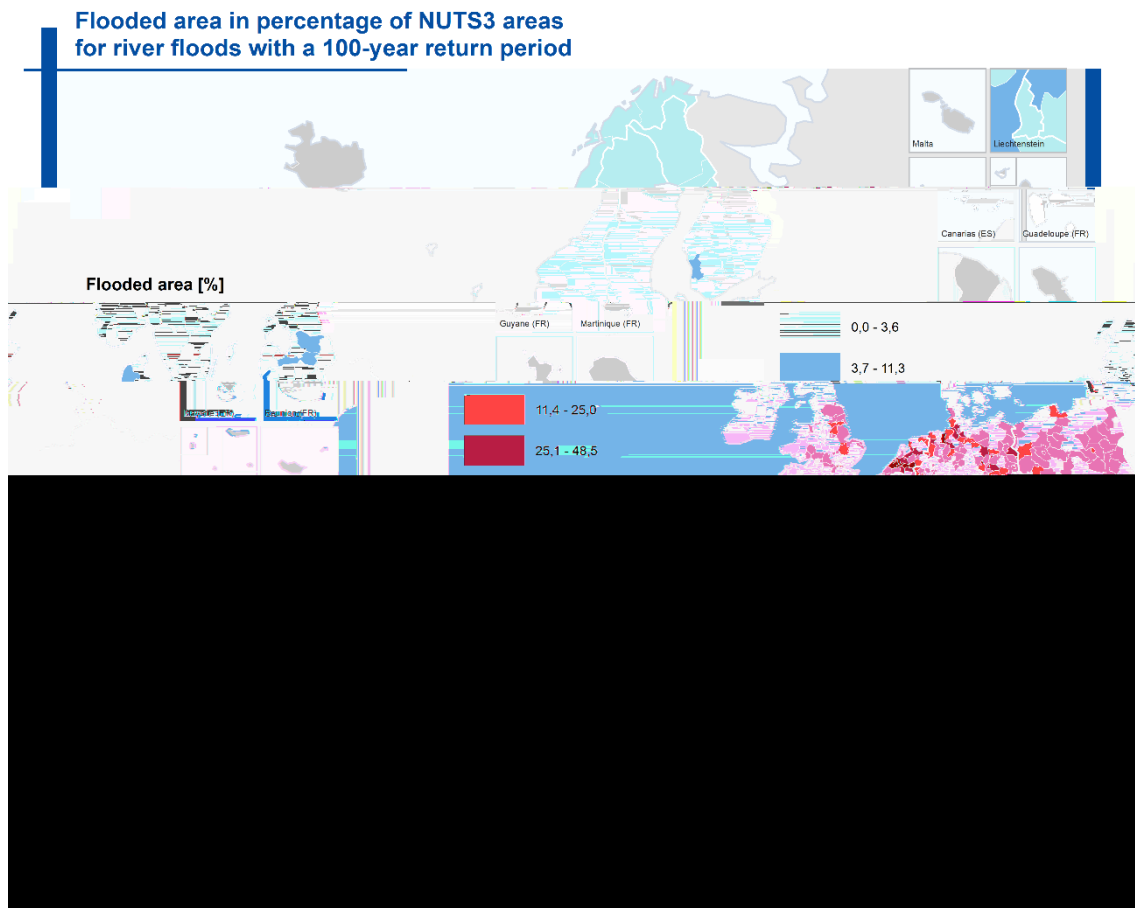 Flooded area in percentage of NUTS3 areas
for river floods with a 100-year return period
Malta
Liechtenstein
Canarias (ES)
Guadeloupe (FR)
Flooded area [%]
Guyane (FR)
Martinique (FR)
0,0 - 3,6
3,7 - 11,3
Réunion (FR)
11,4 - 25,0
25,1 - 48,5